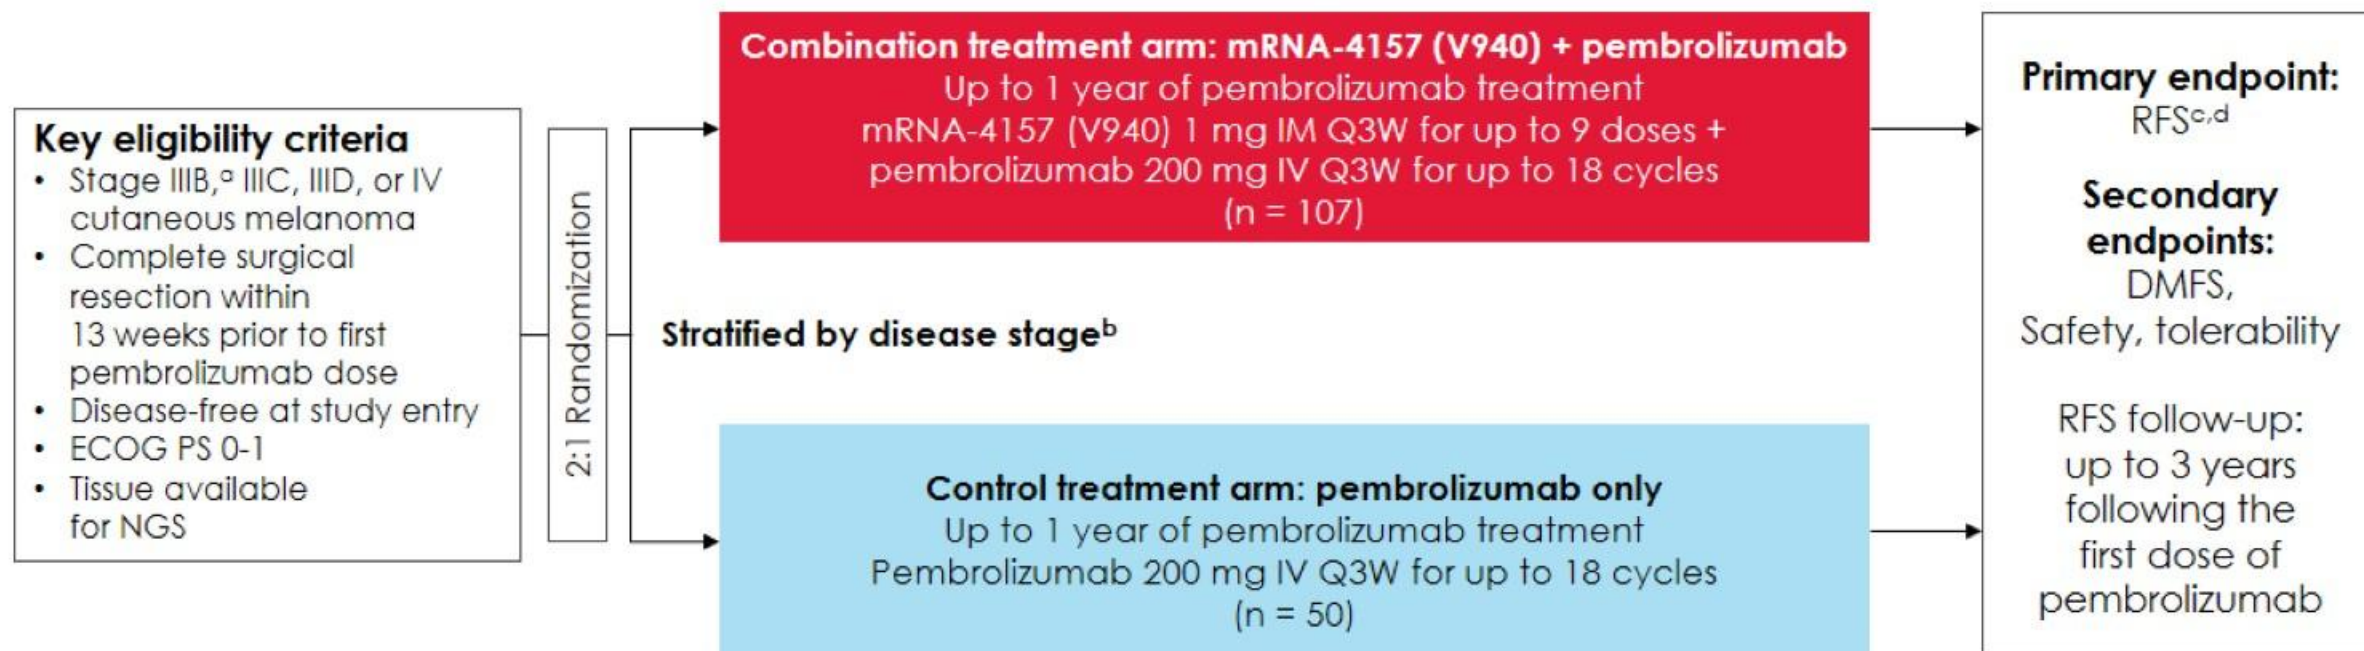 Key eligibility criteria
• Stage IIIB,ᵃ IIIC, IIID, or IV
cutaneous melanoma
• Complete surgical
resection within
13 weeks prior to first
pembrolizumab dose
• Disease-free at study entry
• ECOG PS 0-1
• Tissue available
for NGS
2:1 Randomization
Combination treatment arm: mRNA-4157 (V940) + pembrolizumab
Up to 1 year of pembrolizumab treatment
mRNA-4157 (V940) 1 mg IM Q3W for up to 9 doses +
pembrolizumab 200 mg IV Q3W for up to 18 cycles
(n = 107)
Stratified by disease stageᵇ
Control treatment arm: pembrolizumab only
Up to 1 year of pembrolizumab treatment
Pembrolizumab 200 mg IV Q3W for up to 18 cycles
(n = 50)
Primary endpoint:
RFSᶜ,ᵈ
Secondary
endpoints:
DMFS,
Safety, tolerability
RFS follow-up:
up to 3 years
following the
first dose of
pembrolizumab